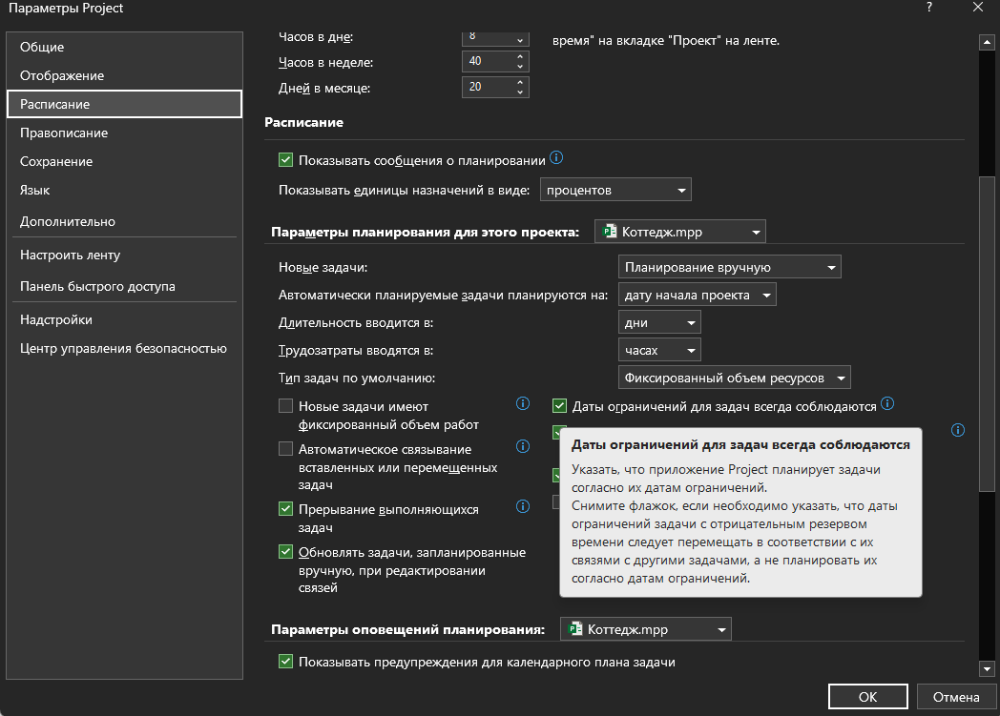 Параметры Project
?
Общие
Отображение
Расписание
Правописание
Сохранение
Язык
Дополнительно
Настроить ленту
Панель быстрого доступа
Надстройки
Центр управления безопасностью
Часов в дне: 8 время" на вкладке "Проект" на ленте.
Часов в неделе: 40
Дней в месяце: 20
Расписание
Показывать сообщения о планировании
Показывать единицы назначений в виде: процентов
Параметры планирования для этого проекта: Коттедж.mpp
Новые задачи: Планирование вручную
Автоматически планируемые задачи планируются на: дату начала проекта
Длительность вводится в: дни
Трудозатраты вводятся в: часах
Тип задач по умолчанию: Фиксированный объем ресурсов
Новые задачи имеют
фиксированный объем работ
Автоматическое связывание
вставленных или перемещенных
задач
Прерывание выполняющихся
задач
Обновлять задачи, запланированные
вручную, при редактировании
связей
Даты ограничений для задач всегда соблюдаются
Даты ограничений для задач всегда соблюдаются
Указать, что приложение Project планирует задачи
согласно их датам ограничений.
Снимите флажок, если необходимо указать, что даты
ограничений задачи с отрицательным резервом
времени следует перемещать в соответствии с их
связями с другими задачами, а не планировать их
согласно датам ограничений.
Параметры оповещений планирования: Коттедж.mpp
Показывать предупреждения для календарного плана задачи
ОК
Отмена